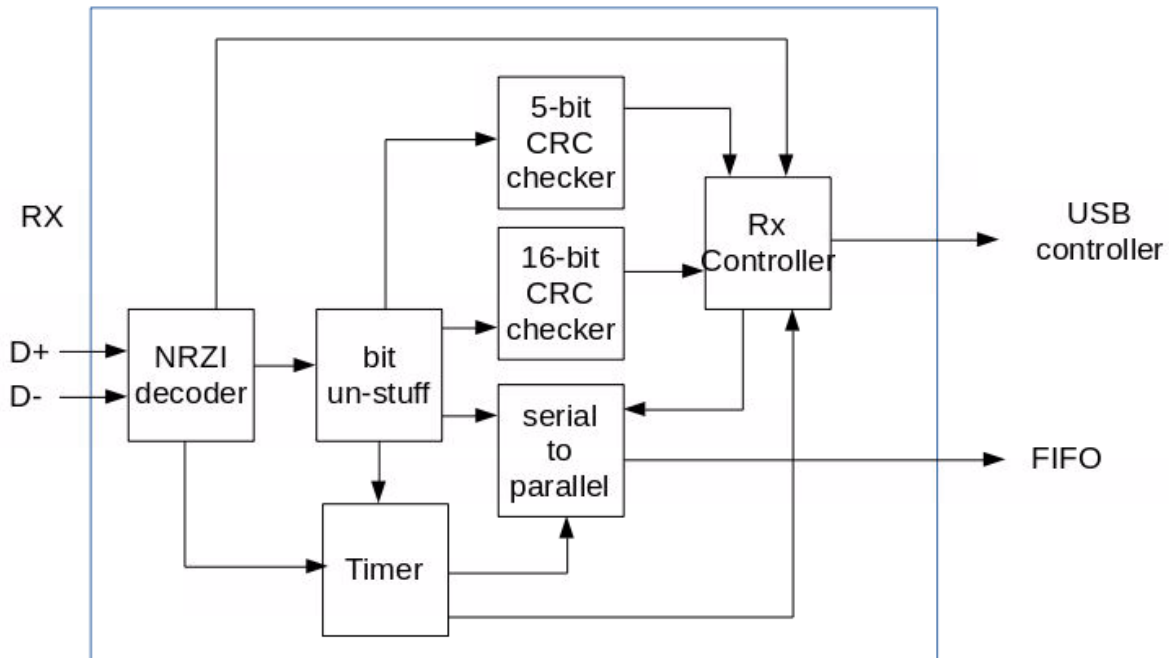 5-bit
CRC
checker
RX
USB
controller
Rx
Controller
16-bit
CRC
checker
D+
D-
NRZI
decoder
bit
un-stuff
serial
to
parallel
FIFO
Timer